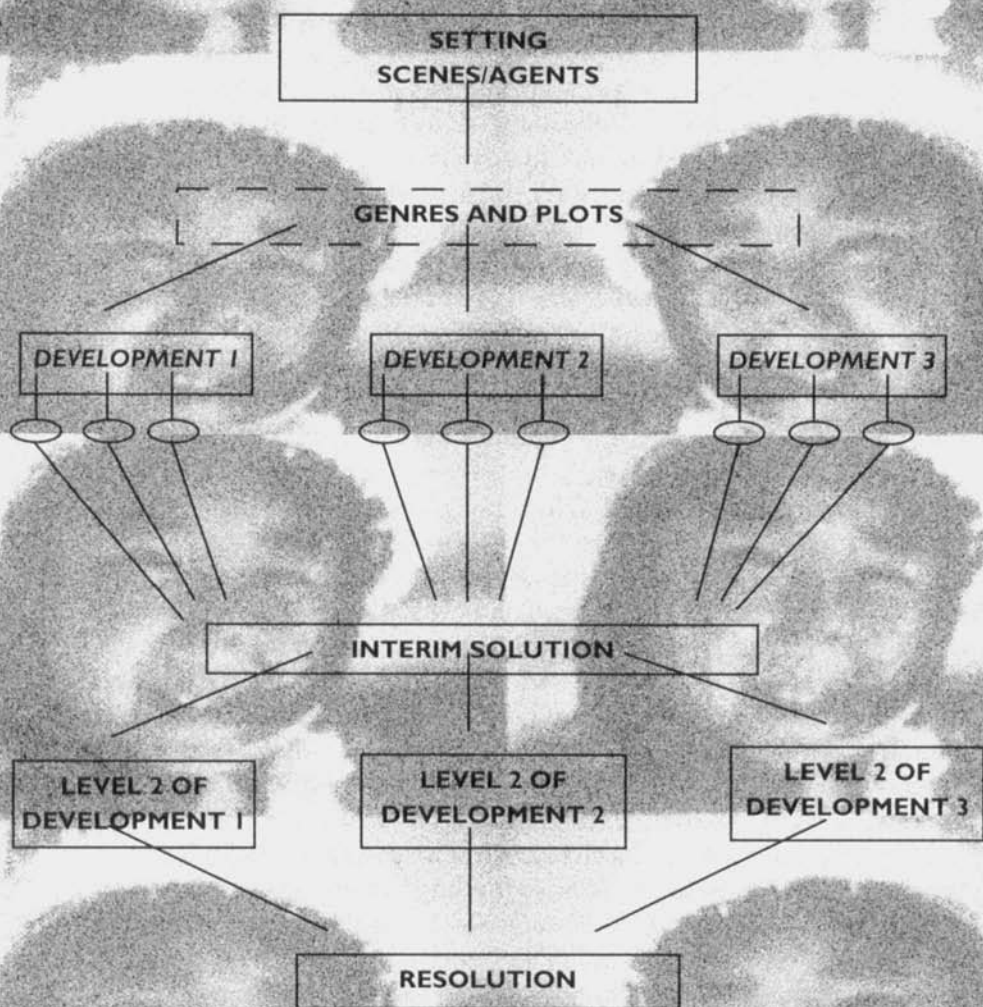 SETTING
SCENES/AGENTS
GENRES AND PLOTS
DEVELOPMENT 1
DEVELOPMENT 2
DEVELOPMENT 3
INTERIM SOLUTION
LEVEL 2 OF
DEVELOPMENT 1
LEVEL 2 OF
DEVELOPMENT 2
LEVEL 2 OF
DEVELOPMENT 3
RESOLUTION